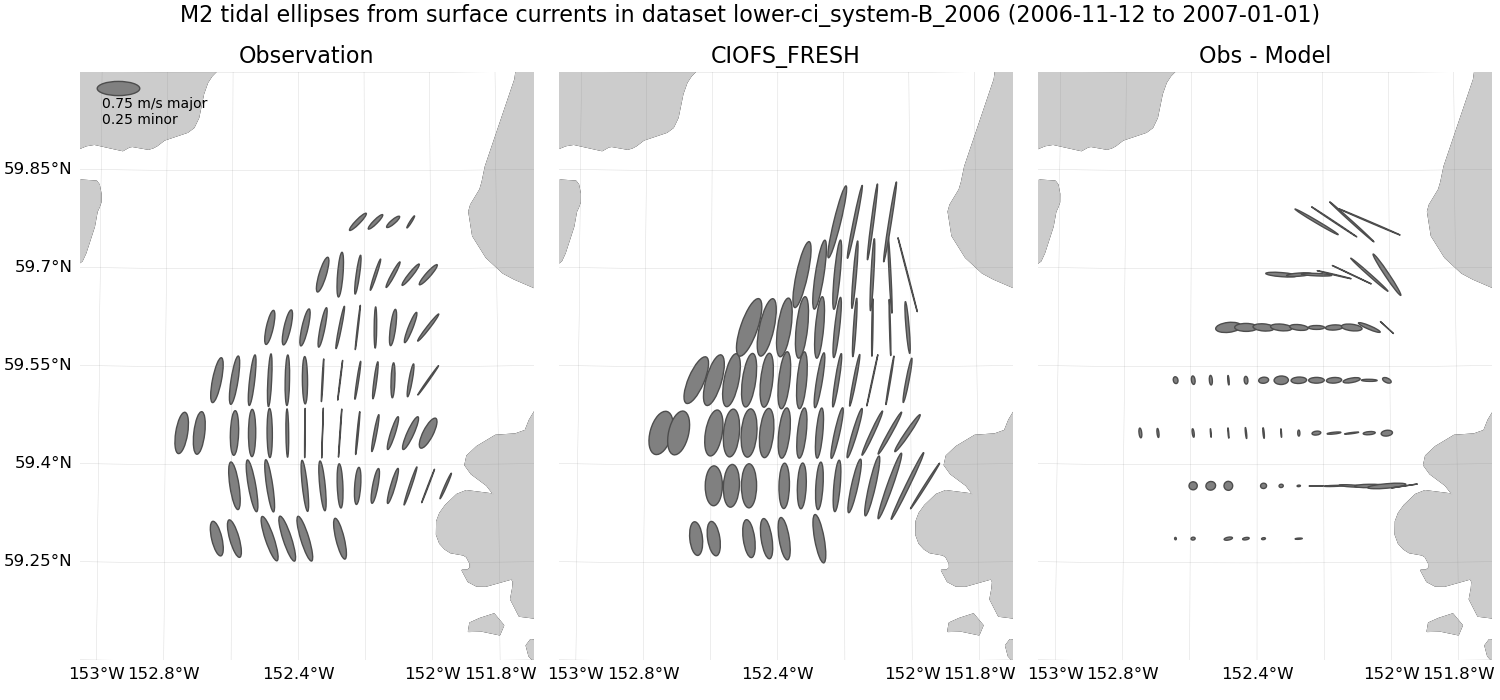 M2 tidal ellipses from surface currents in dataset lower-ci_system-B_2006 (2006-11-12 to 2007-01-01)
Observation
CIOFS_FRESH
Obs - Model
0.75 m/s major
0.25 minor
59.85°N
59.7°N
59.55°N
59.4°N
59.25°N
153°W 152.8°W 152.4°W 152°W 151.8°W
153°W 152.8°W 152.4°W 152°W 151.8°W
153°W 152.8°W 152.4°W 152°W 151.8°W